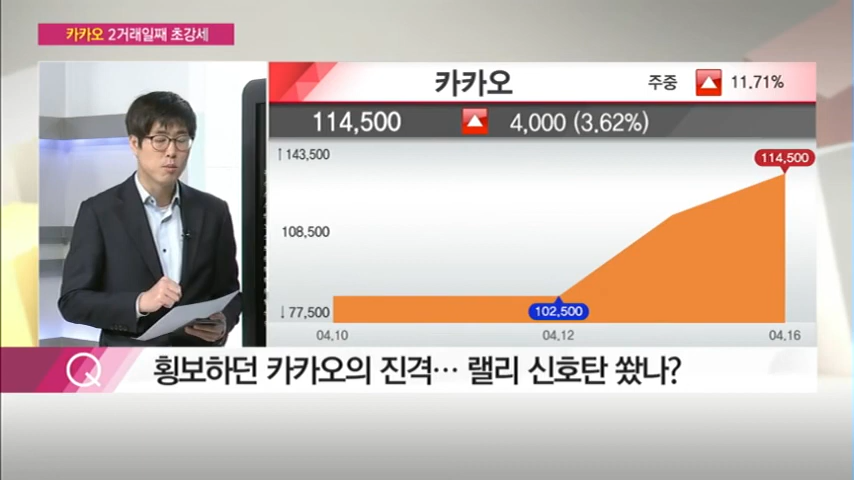 카카오 2거래일째 초강세
카카오
주중 ▲ 11.71%
114,500 ▲ 4,000 (3.62%)
↑143,500
114,500
108,500
↓77,500
102,500
04,10 04,12 04,16
Q 횡보하던 카카오의 진격··· 랠리 신호탄 쐈나?